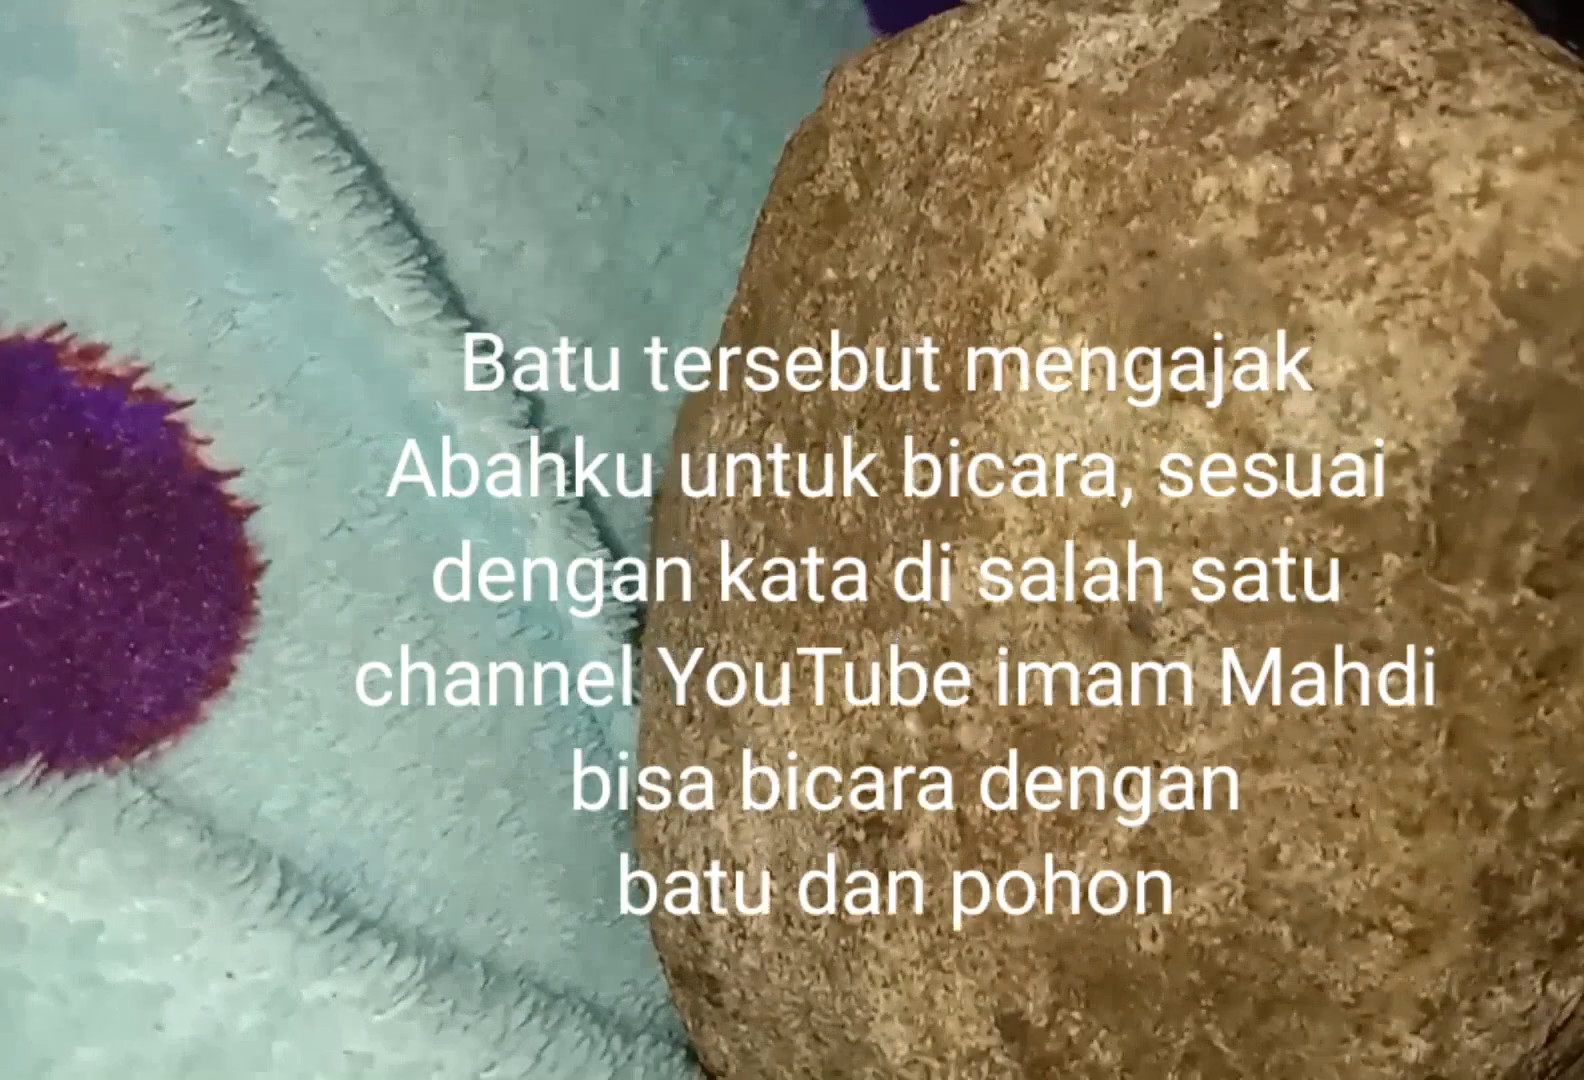 Batu tersebut mengajak
Abahku untuk bicara, sesuai
dengan kata di salah satu
channel YouTube imam Mahdi
bisa bicara dengan
batu dan pohon